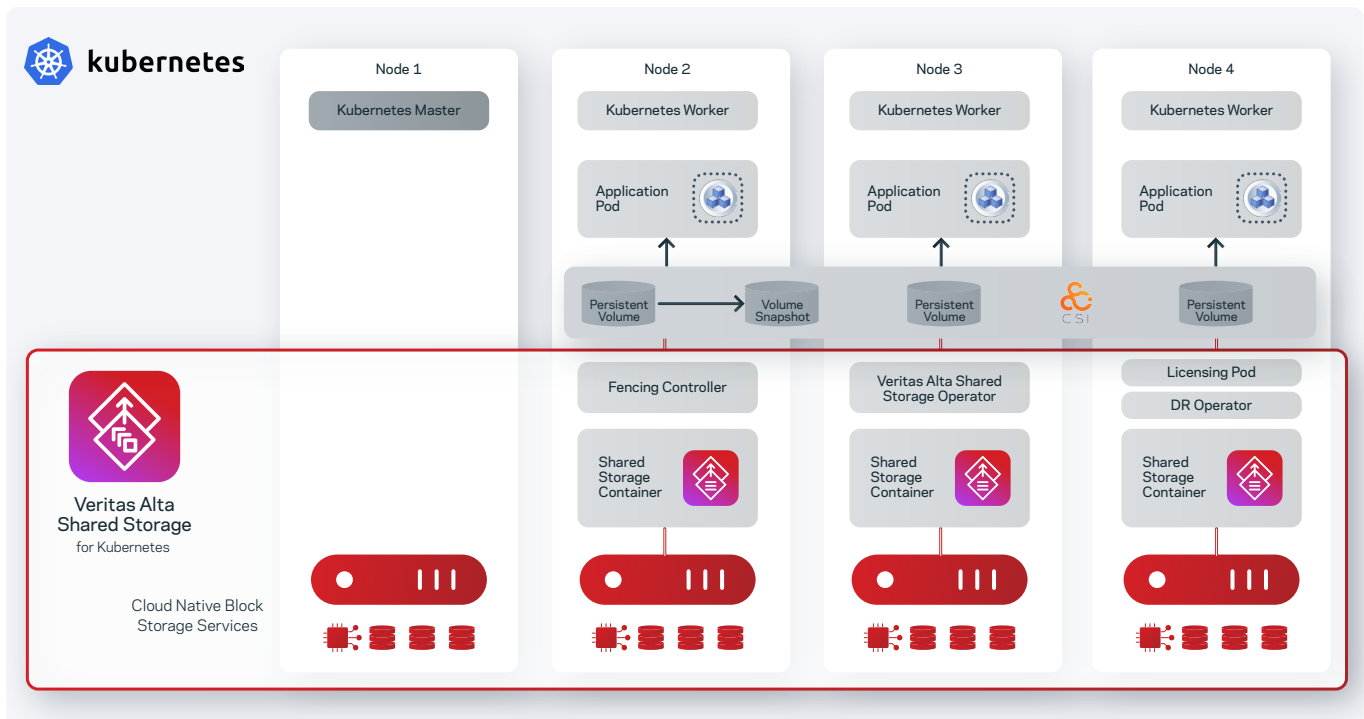 kubernetes
Node 1
Kubernetes Master
Node 2
Kubernetes Worker
Application
Pod
Node 3
Kubernetes Worker
Application
Pod
Node 4
Kubernetes Worker
Application
Pod
Persistent
Volume
Volume
Snapshot
Persistent
Volume
CSI
Persistent
Volume
Veritas Alta
Shared Storage
for Kubernetes
Cloud Native Block
Storage Services
Fencing Controller
Shared
Storage
Container
Veritas Alta Shared
Storage Operator
Shared
Storage
Container
Licensing Pod
DR Operator
Shared
Storage
Container